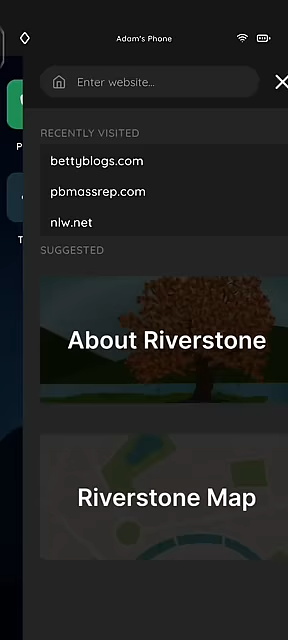 Adam's Phone
Enter website...
RECENTLY VISITED
bettyblogs.com
pbmassrep.com
nlw.net
SUGGESTED
About Riverstone
Riverstone Map